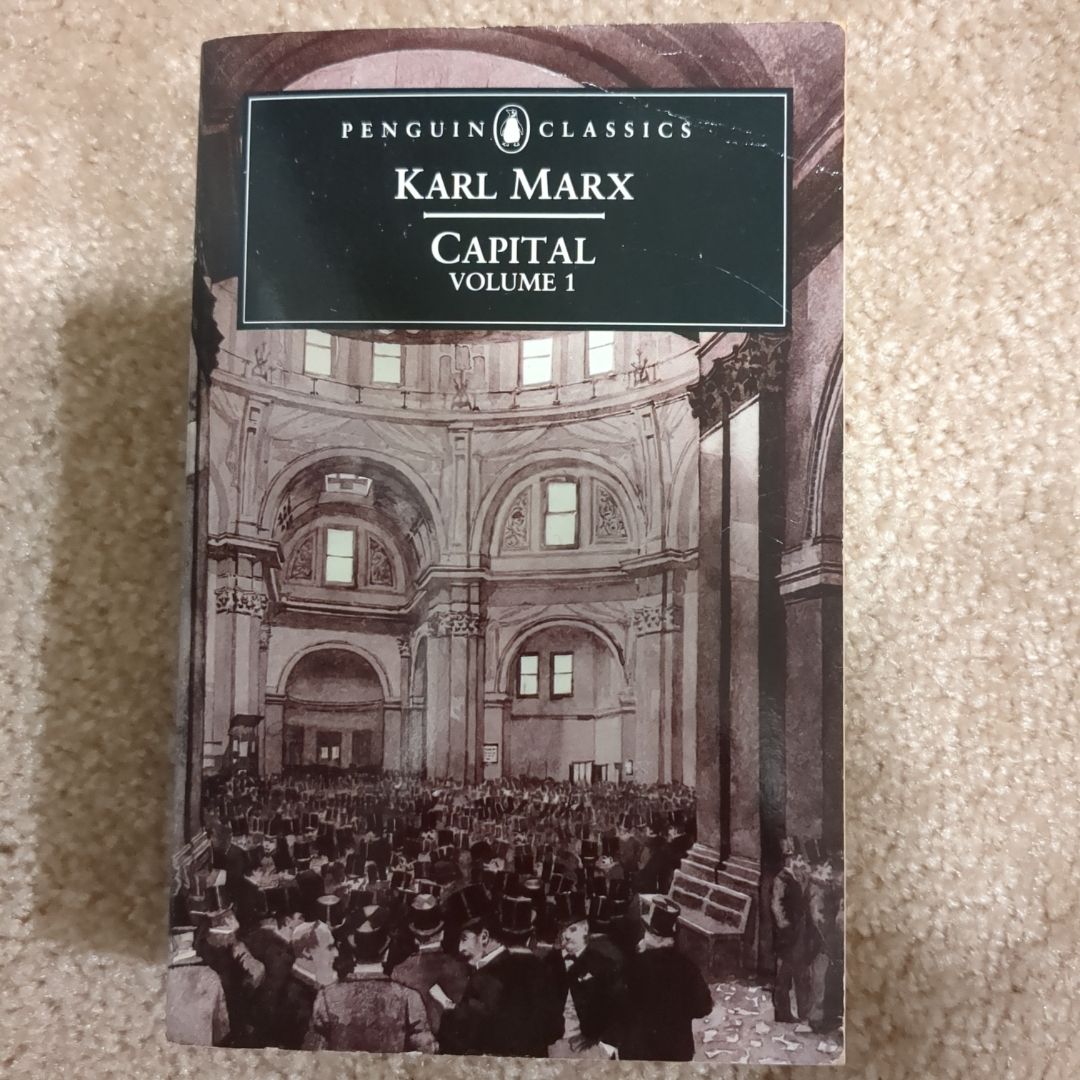 PENGUIN CLASSICS
KARL MARX
CAPITAL
VOLUME 1